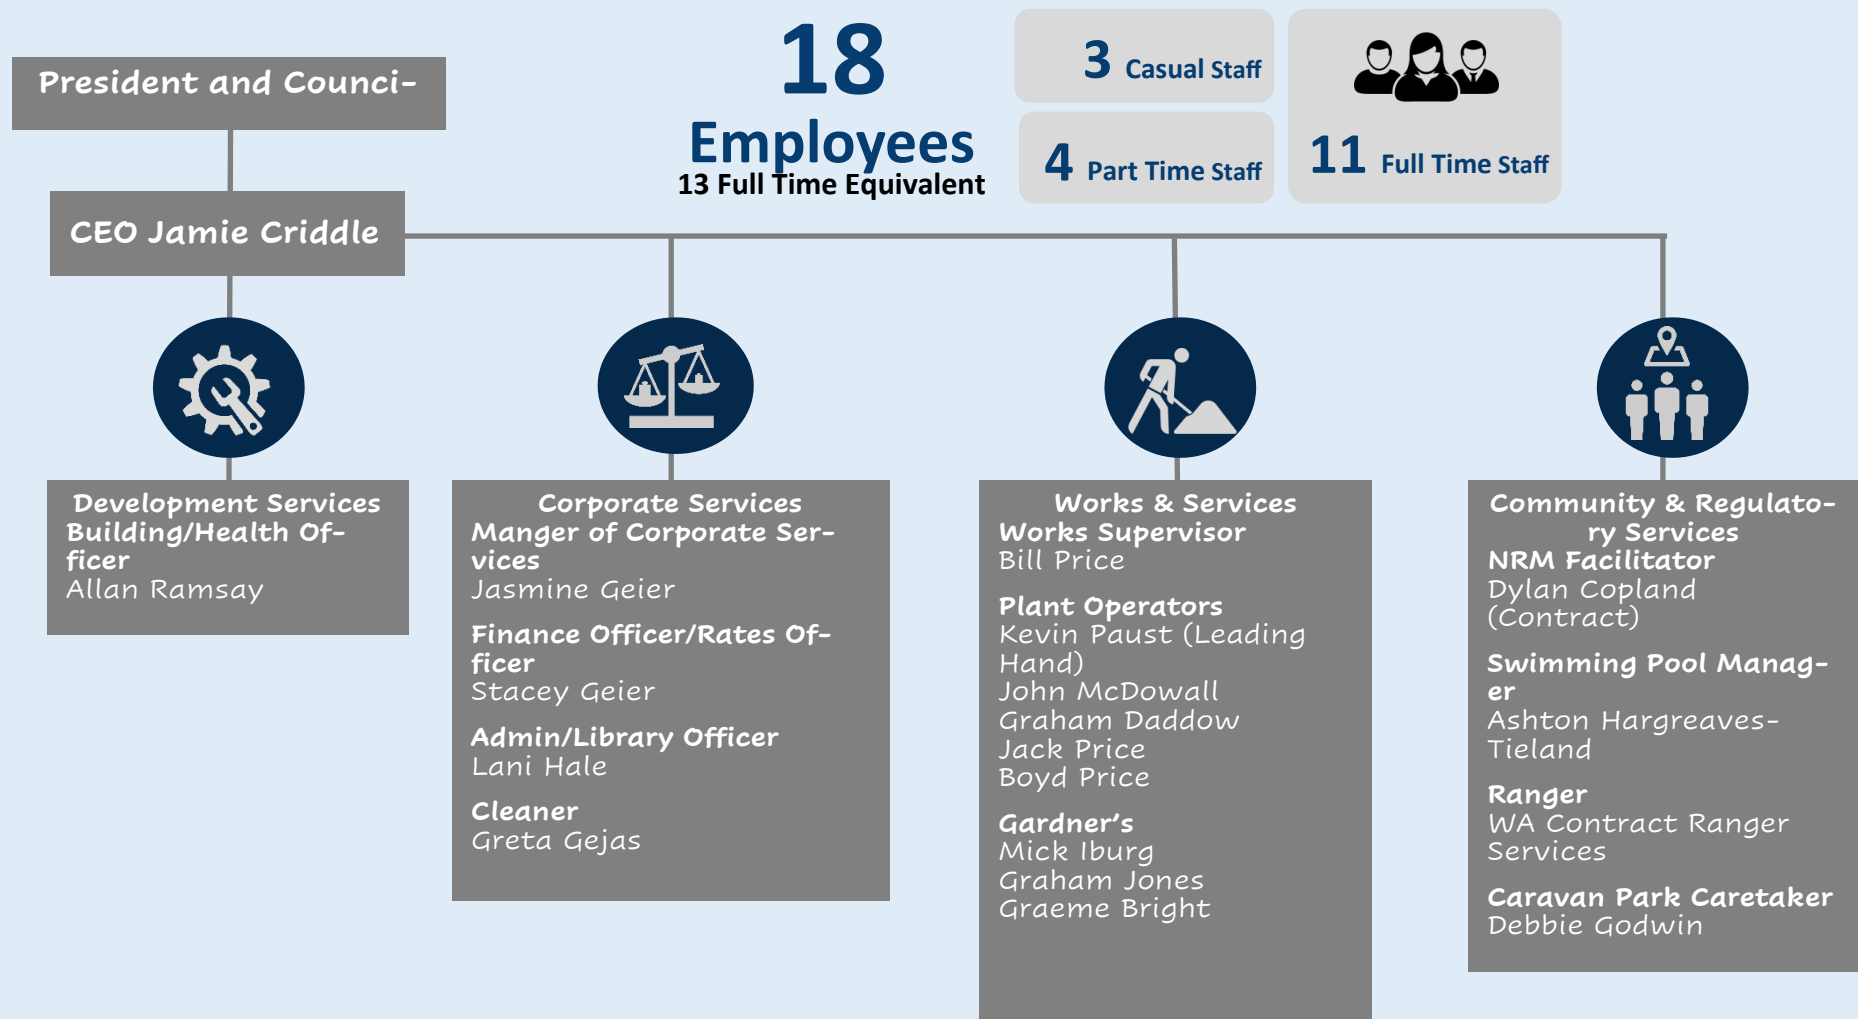 President and Counci-
18
Employees
13 Full Time Equivalent
3 Casual Staff
4 Part Time Staff
11 Full Time Staff
CEO Jamie Criddle
Development Services
Building/Health Of-
ficer
Allan Ramsay
Corporate Services
Manger of Corporate Ser-
vices
Jasmine Geier
Finance Officer/Rates Of-
ficer
Stacey Geier
Admin/Library Officer
Lani Hale
Cleaner
Greta Gejas
Works & Services
Works Supervisor
Bill Price
Plant Operators
Kevin Paust (Leading
Hand)
John McDowall
Graham Daddow
Jack Price
Boyd Price
Gardner’s
Mick Iburg
Graham Jones
Graeme Bright
Community & Regulato-
ry Services
NRM Facilitator
Dylan Copland
(Contract)
Swimming Pool Manag-
er
Ashton Hargreaves-
Tieland
Ranger
WA Contract Ranger
Services
Caravan Park Caretaker
Debbie Godwin